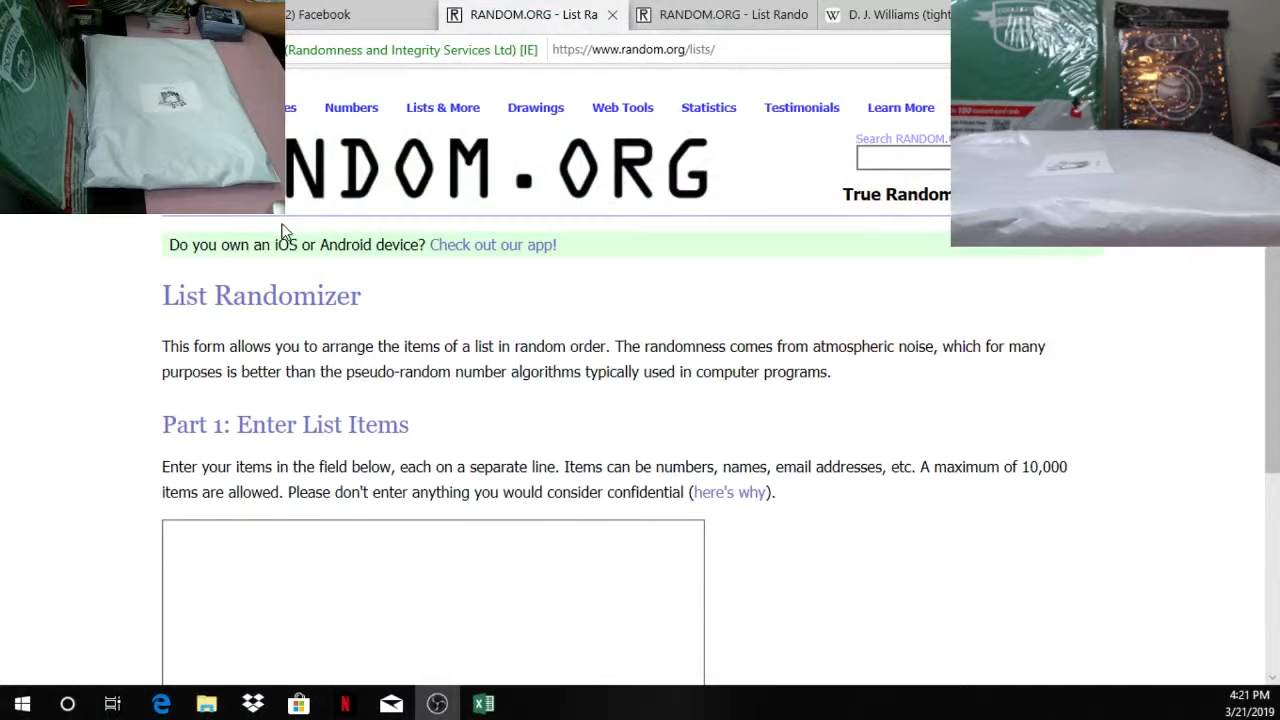 2) Facebook
RANDOM.ORG - List Ra
RANDOM.ORG - List Rando
D. J. Williams (tight
(Randomness and Integrity Services Ltd) [IE]
https://www.random.org/lists/
es
Numbers
Lists & More
Drawings
Web Tools
Statistics
Testimonials
Learn More
NDOM.ORG
Search RANDOM.
True Random
Do you own an iOS or Android device? Check out our app!
List Randomizer
This form allows you to arrange the items of a list in random order. The randomness comes from atmospheric noise, which for many
purposes is better than the pseudo-random number algorithms typically used in computer programs.
Part 1: Enter List Items
Enter your items in the field below, each on a separate line. Items can be numbers, names, email addresses, etc. A maximum of 10,000
items are allowed. Please don't enter anything you would consider confidential (here's why).
4:21 PM
3/21/2019